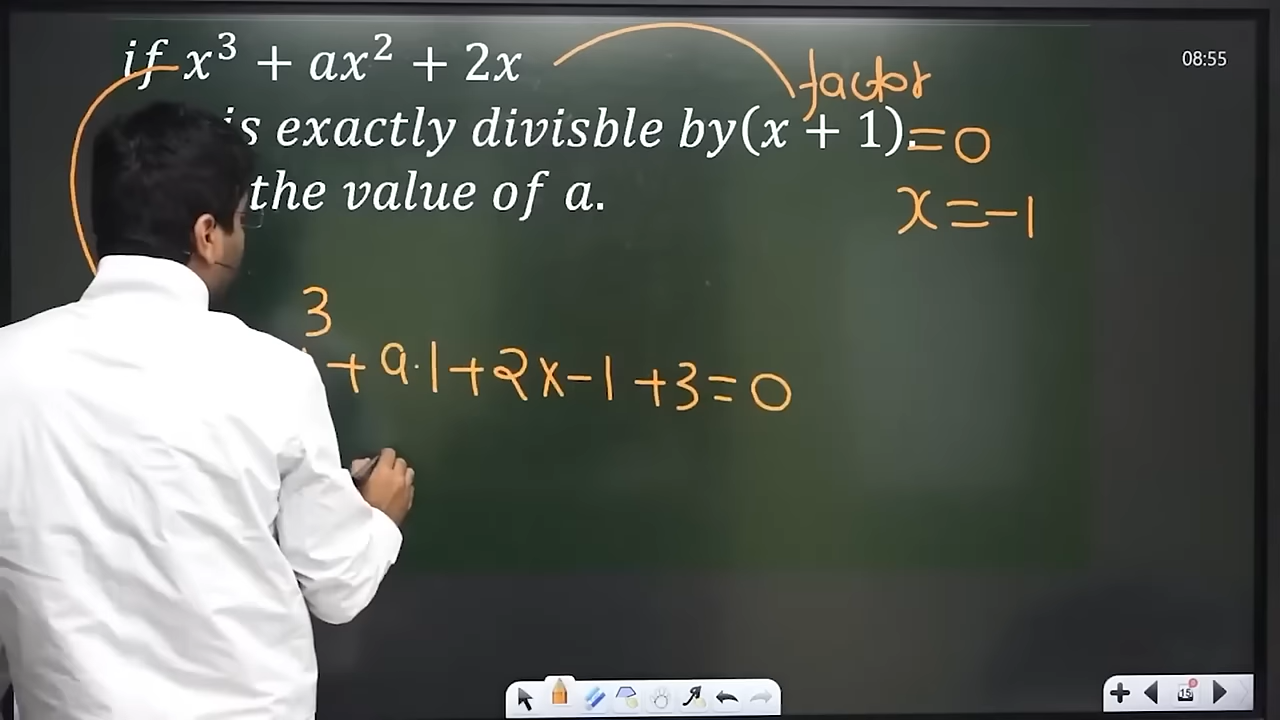 if x³ + ax² + 2x
is exactly divisble by(x + 1).
the value of a.
factor
=0
x=-1
3
+ a·1+2x-1+3=0
08:55
15